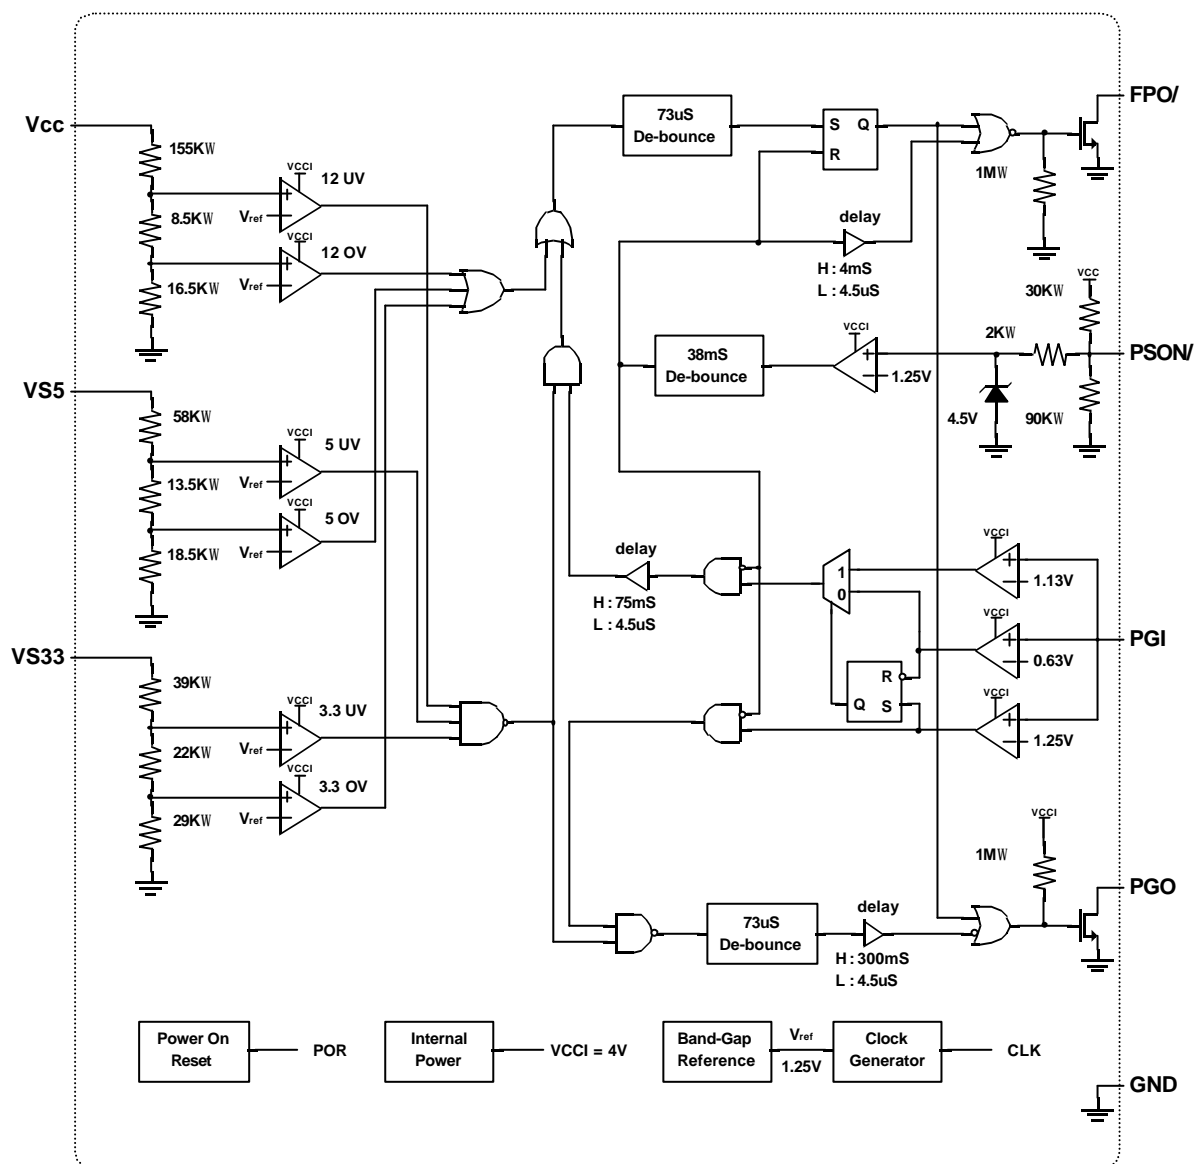 Vcc
155KW
8.5KW
16.5KW
VCCI
12 UV
Vref
VCCI
12 OV
Vref
VS5
58KW
13.5KW
18.5KW
VCCI
5 UV
Vref
VCCI
5 OV
Vref
VS33
39KW
22KW
29KW
VCCI
3.3 UV
Vref
VCCI
3.3 OV
Vref
73uS
De-bounce
S Q
R
delay
H : 4mS
L : 4.5uS
1MW
FPO/
38mS
De-bounce
VCCI
1.25V
2KW
4.5V
VCC
30KW
90KW
PSON/
delay
H : 75mS
L : 4.5uS
1
0
R
Q S
VCCI
1.13V
VCCI
0.63V
VCCI
1.25V
PGI
73uS
De-bounce
delay
H : 300mS
L : 4.5uS
VCCI
1MW
PGO
Power On
Reset
POR
Internal
Power
VCCI = 4V
Band-Gap
Reference
Vref
1.25V
Clock
Generator
CLK
GND